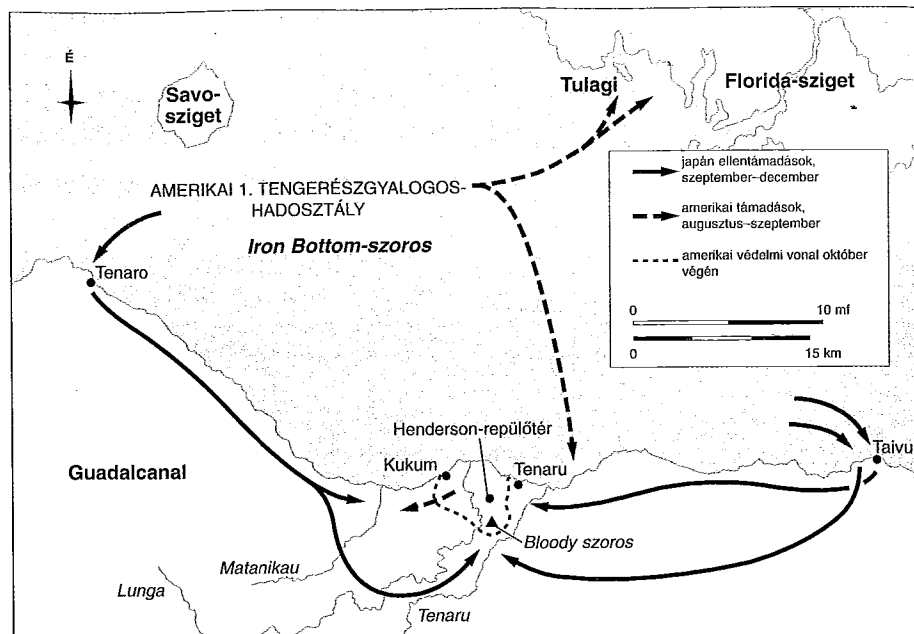 É
Savo-
sziget
Tulagi
Florida-sziget
japán ellentámadások,
szeptember–december
amerikai támadások,
augusztus–szeptember
amerikai védelmi vonal október
végén
0 10 mf
0 15 km
AMERIKAI 1. TENGERÉSZGYALOGOS-
HADOSZTÁLY
Iron Bottom-szoros
Tenaro
Henderson-repülőtér
Kukum
Tenaru
Taivu
Guadalcanal
Bloody szoros
Matanikau
Lunga
Tenaru